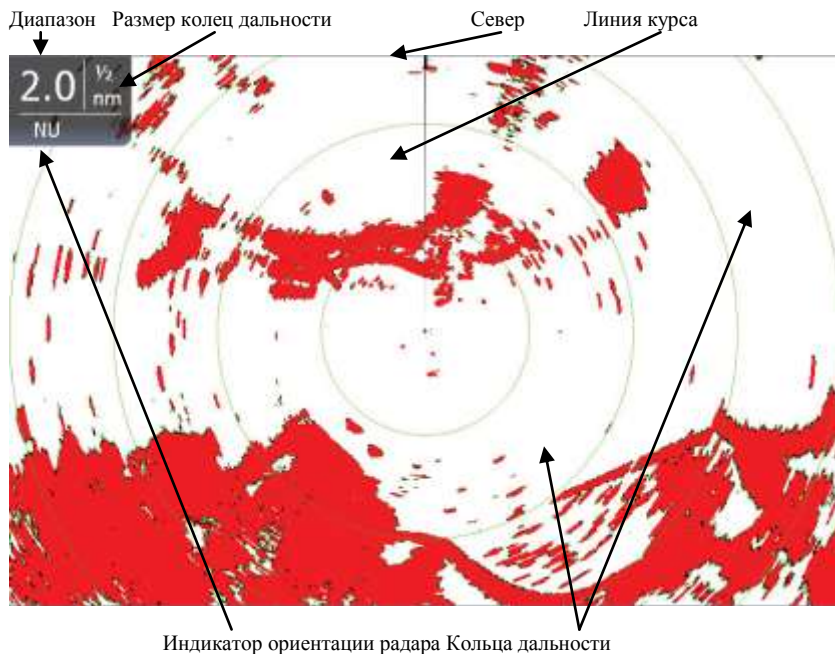 Диапазон Размер колец дальности Север Линия курса
2.0 ½ nm
NU
Индикатор ориентации радара Кольца дальности